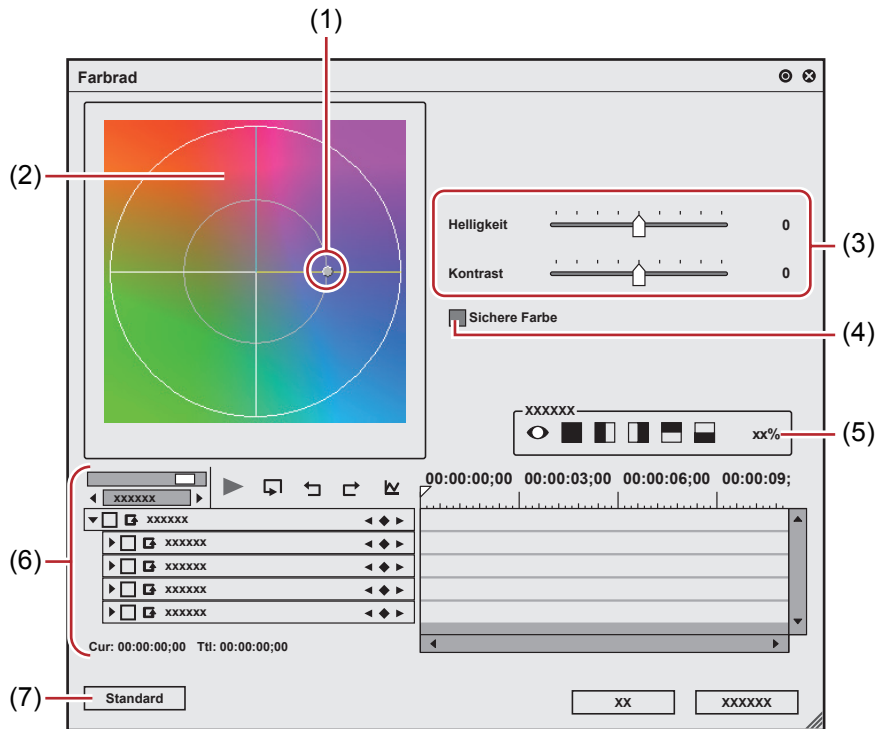 (1)
Farbrad
(2)
Helligkeit 0
(3)
Kontrast 0
Sichere Farbe
(4)
xxxxxx
xx%
(5)
00:00:00;00 00:00:03;00 00:00:06;00 00:00:09;
xxxxxx
xxxxxx
xxxxxx
(6)
xxxxxx
xxxxxx
xxxxxx
Cur: 00:00:00;00 Ttl: 00:00:00;00
(7)
Standard
xx
xxxxxx